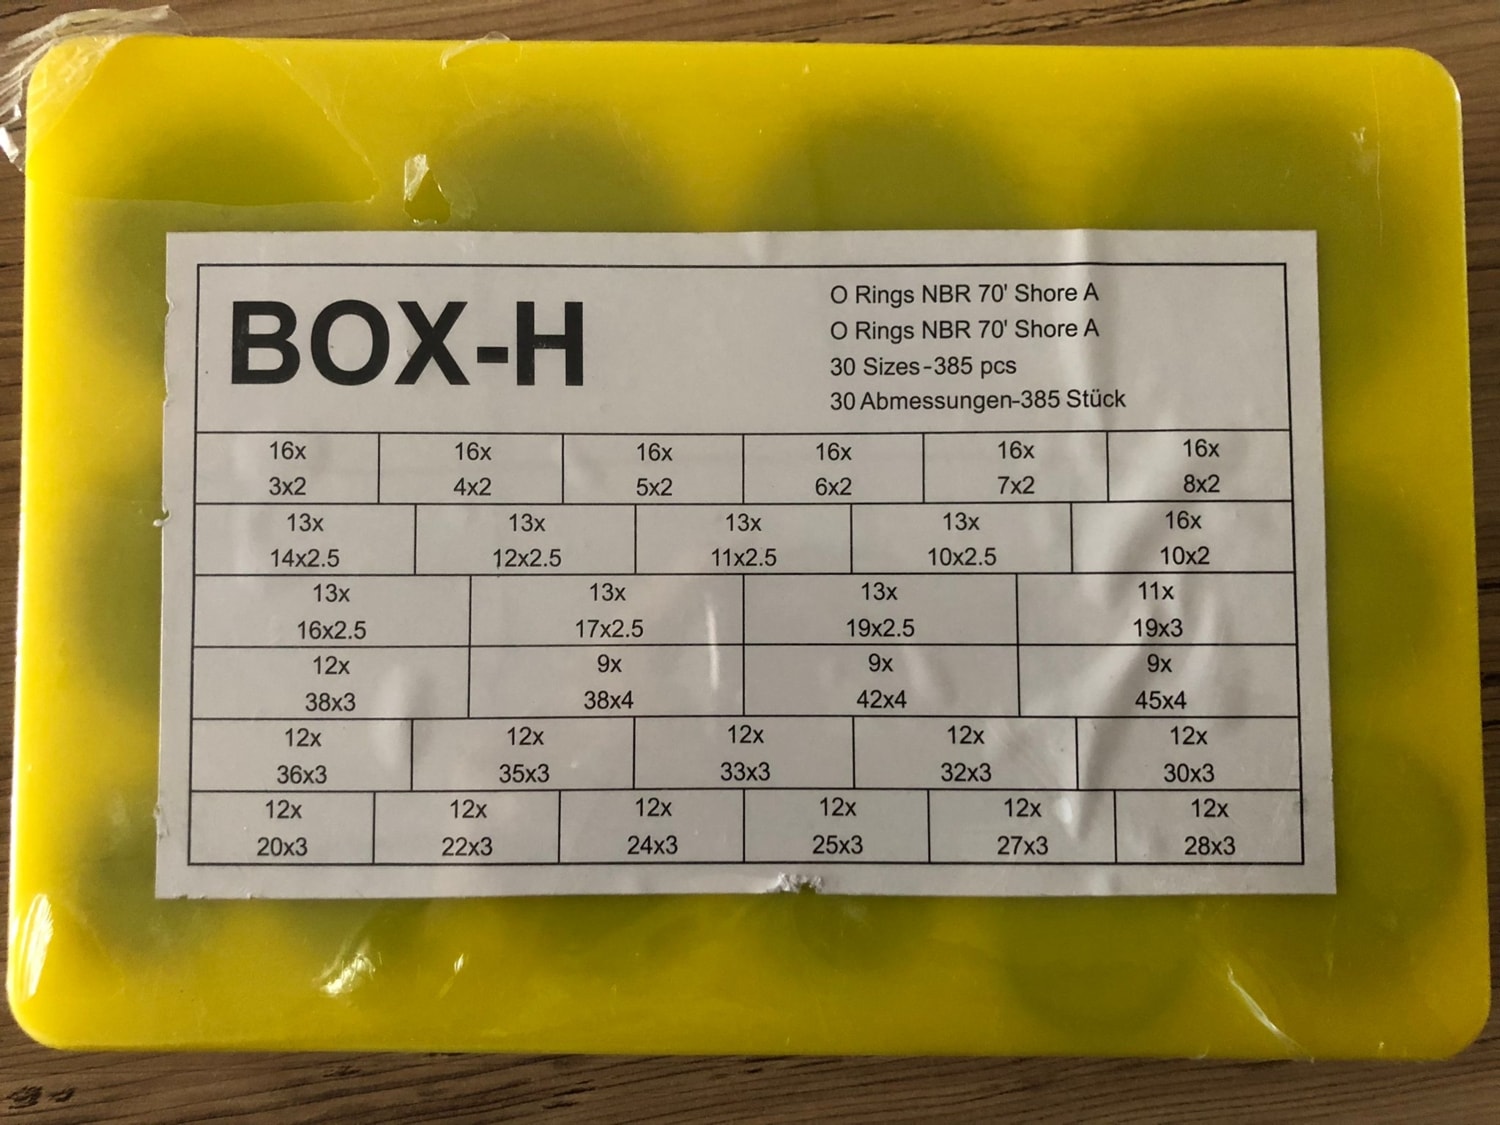 BOX-H
O Rings NBR 70' Shore A
O Rings NBR 70' Shore A
30 Sizes-385 pcs
30 Abmessungen-385 Stück
16x 16x 16x 16x 16x 16x
3x2 4x2 5x2 6x2 7x2 8x2
13x 13x 13x 13x 16x
14x2.5 12x2.5 11x2.5 10x2.5 10x2
13x 13x 13x 11x
16x2.5 17x2.5 19x2.5 19x3
12x 9x 9x 9x
38x3 38x4 42x4 45x4
12x 12x 12x 12x 12x
36x3 35x3 33x3 32x3 30x3
12x 12x 12x 12x 12x 12x
20x3 22x3 24x3 25x3 27x3 28x3